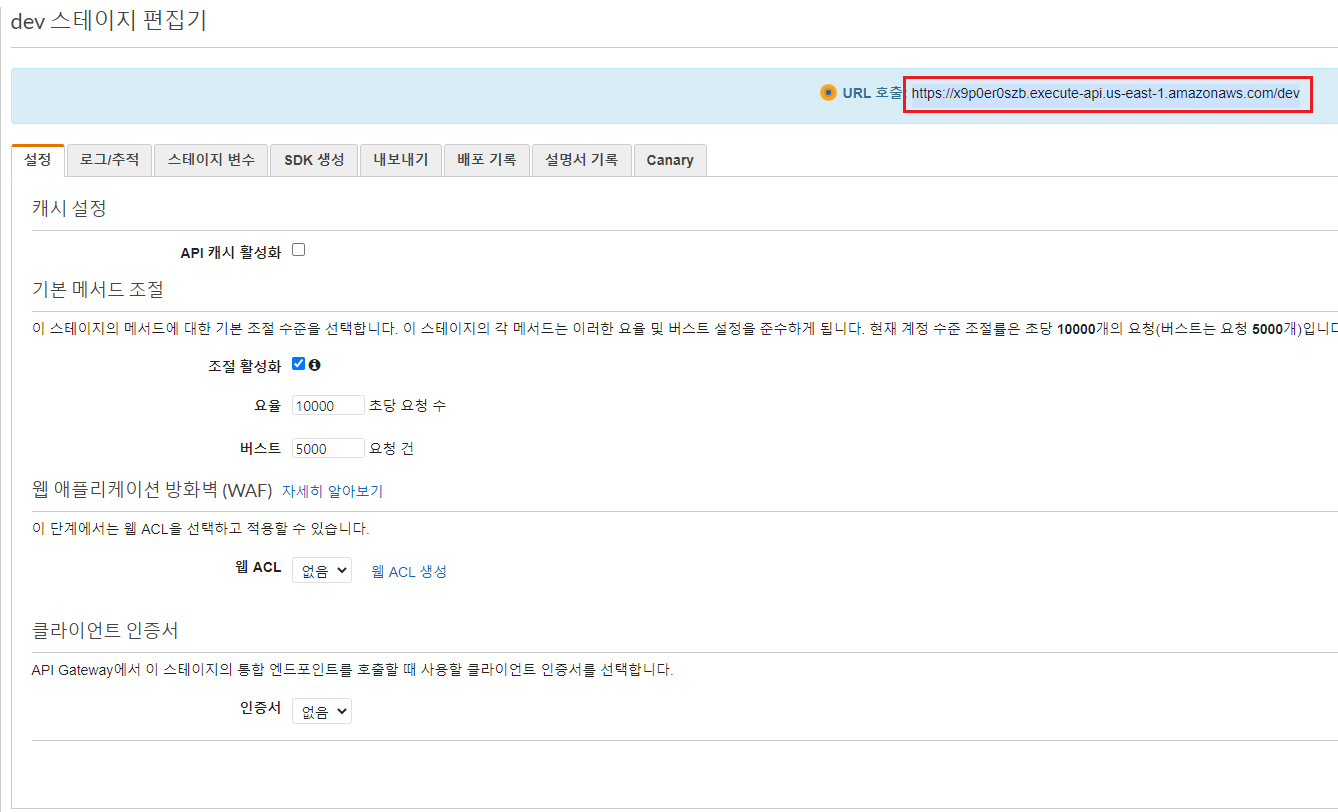 dev 스테이지 편집기
URL 호출: https://x9p0er0szb.execute-api.us-east-1.amazonaws.com/dev
설정 로그/추적 스테이지 변수 SDK 생성 내보내기 배포 기록 설명서 기록 Canary
캐시 설정
API 캐시 활성화
기본 메서드 조절
이 스테이지의 메서드에 대한 기본 조절 수준을 선택합니다. 이 스테이지의 각 메서드는 이러한 요율 및 버스트 설정을 준수하게 됩니다. 현재 계정 수준 조절률은 초당 10000개의 요청(버스트는 요청 5000개)입니다
조절 활성화
요율 10000 초당 요청 수
버스트 5000 요청 건
웹 애플리케이션 방화벽 (WAF) 자세히 알아보기
이 단계에서는 웹 ACL을 선택하고 적용할 수 있습니다.
웹 ACL 없음 웹 ACL 생성
클라이언트 인증서
API Gateway에서 이 스테이지의 통합 엔드포인트를 호출할 때 사용할 클라이언트 인증서를 선택합니다.
인증서 없음